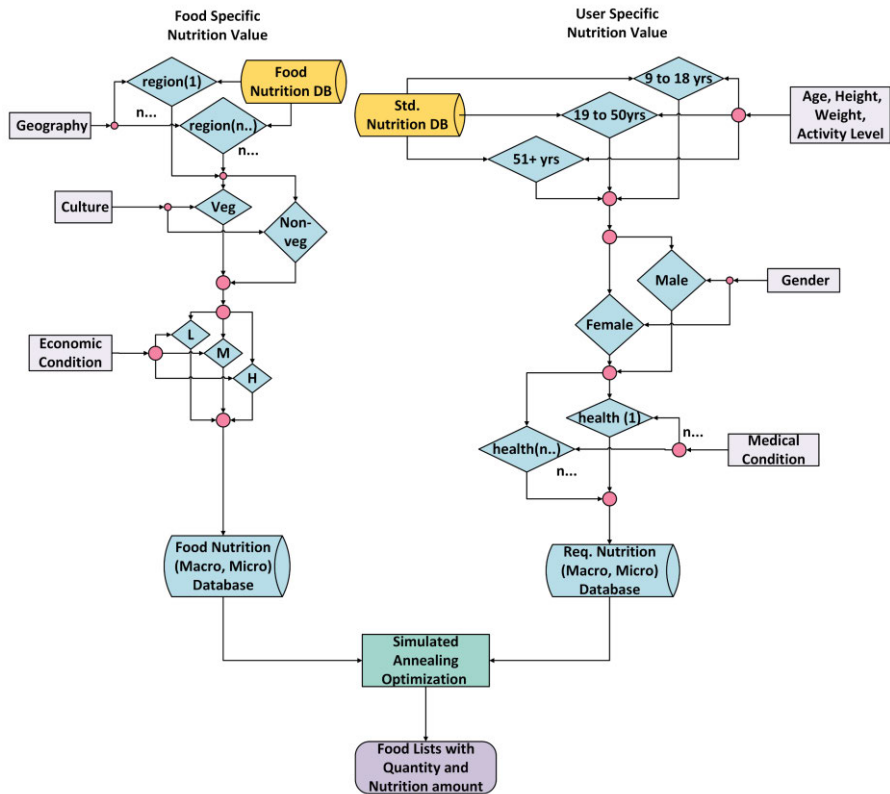 Food Specific
Nutrition Value
region(1)
Food
Nutrition DB
n...
Geography
region(n..)
n...
Culture
Veg
Non-
veg
L
Economic
Condition
M
H
Food Nutrition
(Macro, Micro)
Database
User Specific
Nutrition Value
9 to 18 yrs
Std.
Nutrition DB
19 to 50yrs
Age, Height,
Weight,
Activity Level
51+ yrs
Male
Gender
Female
health (1)
n...
health(n..)
Medical
Condition
n...
Req. Nutrition
(Macro, Micro)
Database
Simulated
Annealing
Optimization
Food Lists with
Quantity and
Nutrition amount